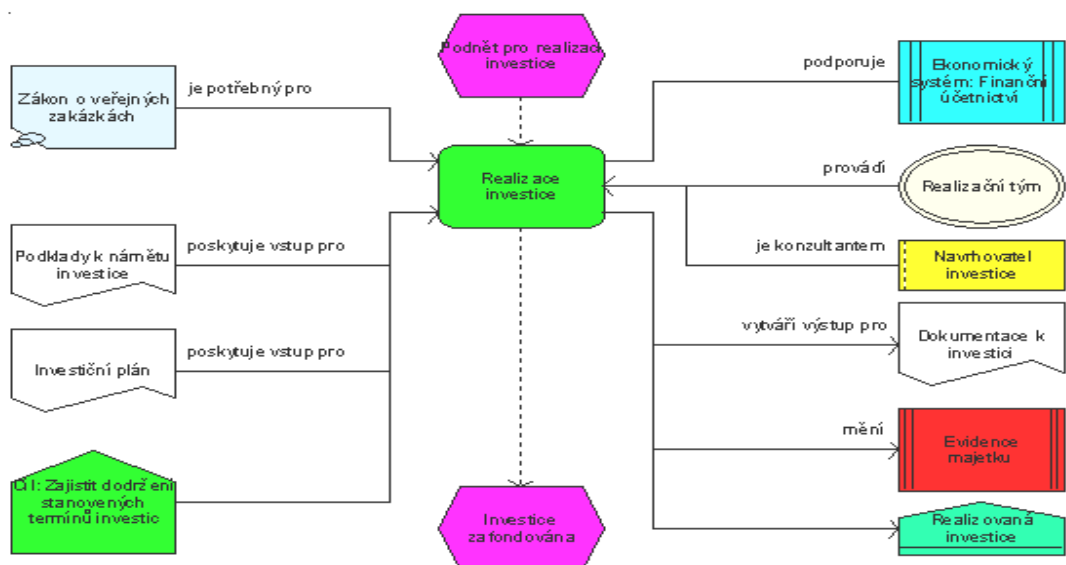 Podnět pro realizaci
investice
Zákon o veřejných
zakázkách
je potřebný pro
podporuje
Ekonomický
systém: Finanční
účetnictví
Realizace
investice
provádí
Realizační tým
Podklady k námětu
investice
poskytuje vstup pro
je konzultantem
Navrhovatel
investice
Investiční plán
poskytuje vstup pro
vytváří výstup pro
Dokumentace k
investici
Cíl: Zajistit dodržení
stanovených
termínů investic
mění
Evidence
majetku
Investice
zafondována
Realizovaná
investice